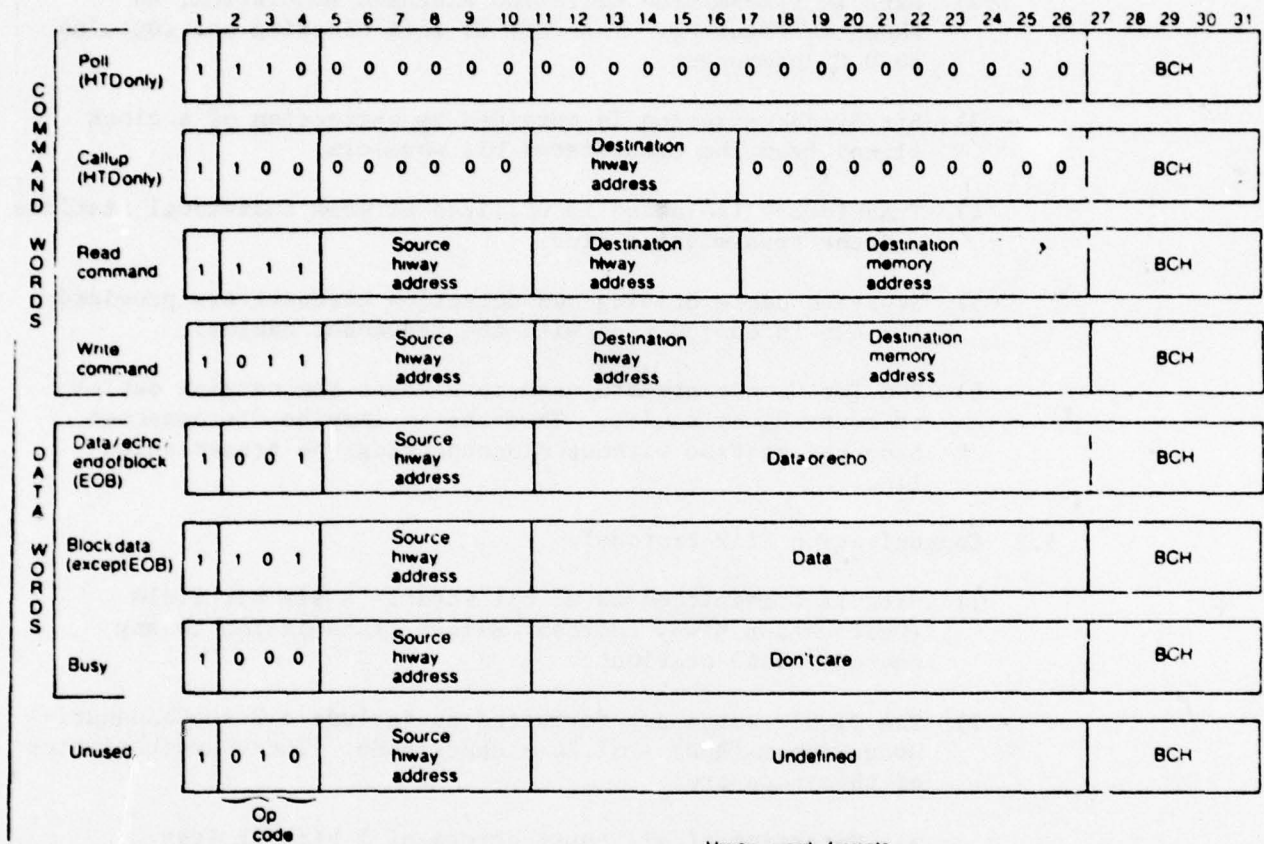 1 2 3 4 5 6 7 8 9 10 11 12 13 14 15 16 17 18 19 20 21 22 23 24 25 26 27 28 29 30 31
COMMAND WORDS
Poll
(HTD only)
1 1 1 0 0 0 0 0 0 0 0 0 0 0 0 0 0 0 0 0 0 0 0 0 0 0
BCH
Callup
(HTD only)
1 1 0 0 0 0 0 0 0 0
Destination
hiway
address
0 0 0 0 0 0 0 0 0 0
BCH
Read
command
1 1 1 1
Source
hiway
address
Destination
hiway
address
Destination
memory
address
BCH
Write
command
1 0 1 1
Source
hiway
address
Destination
hiway
address
Destination
memory
address
BCH
DATA WORDS
Data/echo
end of block
(EOB)
1 0 0 1
Source
hiway
address
Data or echo
BCH
Block data
(except EOB)
1 1 0 1
Source
hiway
address
Data
BCH
Busy
1 0 0 0
Source
hiway
address
Don't care
BCH
Unused
1 0 1 0
Source
hiway
address
Undefined
BCH
Op
code